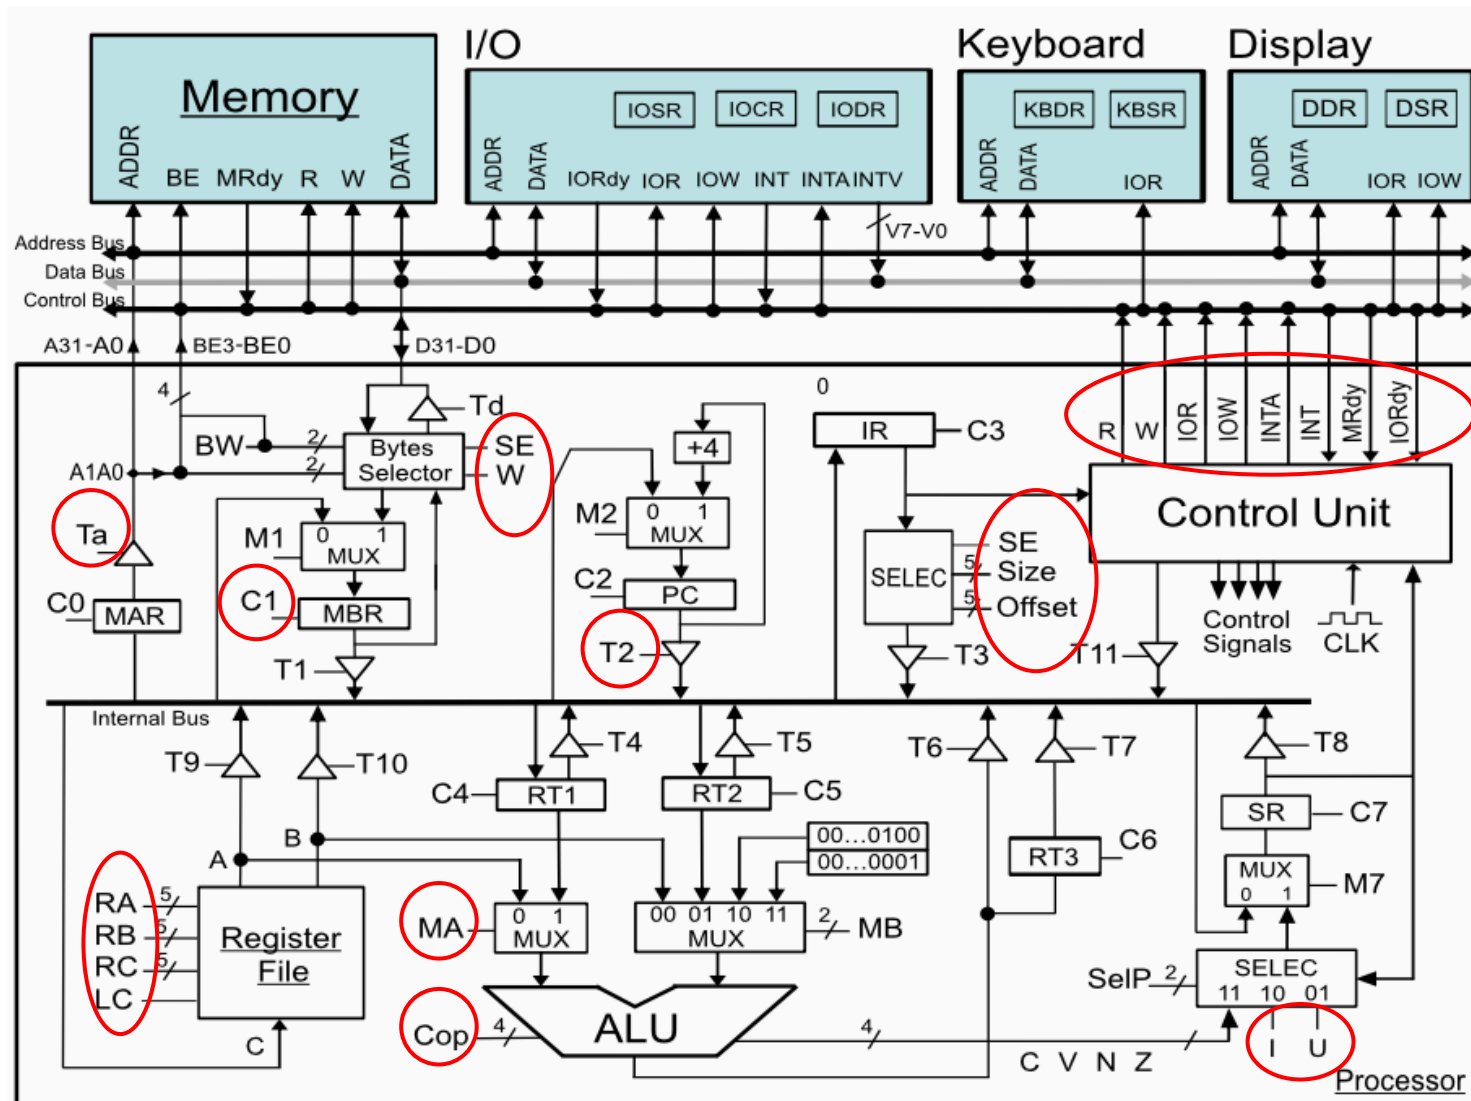 I/O
Keyboard
Display
Memory
IOSR
IOCR
IODR
KBDR
KBSR
DDR
DSR
ADDR
BE
MRdy
R
W
DATA
ADDR
DATA
IORdy
IOR
IOW
INT
INTA
INTV
ADDR
DATA
IOR
ADDR
DATA
IOR
IOW
V7-V0
Address Bus
Data Bus
Control Bus
A31-A0
BE3-BE0
D31-D0
0
4
Td
R
W
IOR
IOW
INTA
INT
MRdy
IORdy
BW
2
Bytes
Selector
SE
W
+4
IR
C3
A1A0
2
Ta
M1
0 1
MUX
M2
0 1
MUX
SELEC
SE
5
Size
5
Offset
Control Unit
C0
MAR
C1
MBR
C2
PC
Control
Signals
CLK
T1
T2
T3
T11
Internal Bus
T9
T10
T4
T5
T6
T7
T8
C4
RT1
RT2
C5
SR
C7
B
00...0100
00...0001
RT3
C6
A
MUX
0 1
M7
RA
5
RB
5
RC
5
LC
Register
File
MA
0 1
MUX
00 01 10 11
MUX
2
MB
SelP
2
SELEC
11 10 01
Cop
4
ALU
4
C V N Z
I U
C
Processor